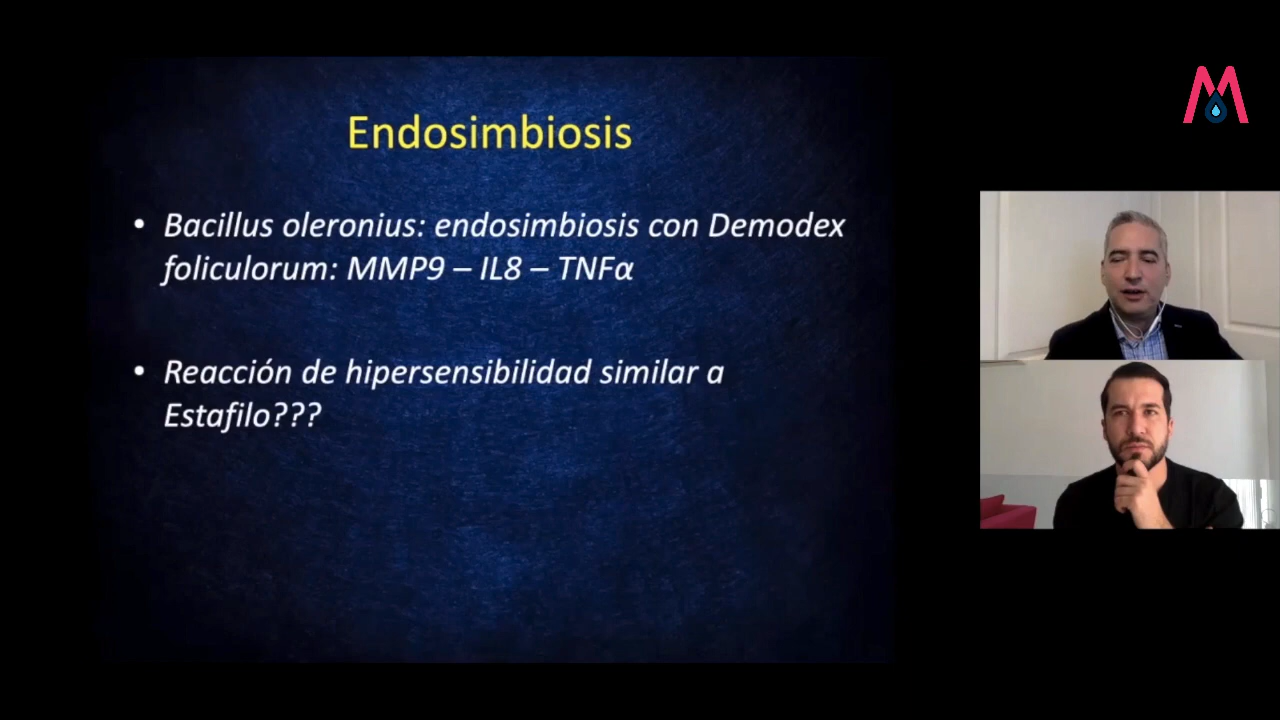 Endosimbiosis
• Bacillus oleronius: endosimbiosis con Demodex
foliculorum: MMP9 – IL8 – TNFα
• Reacción de hipersensibilidad similar a
Estafilo???
M